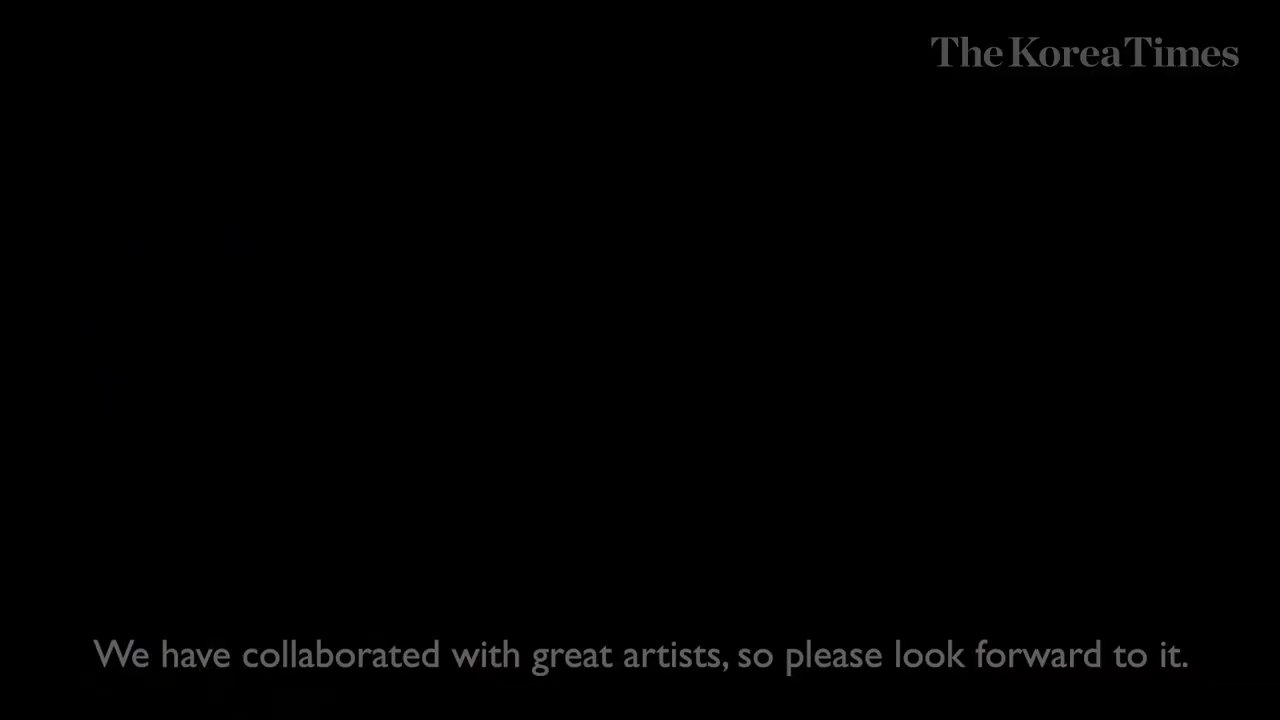 The Korea Times
We have collaborated with great artists, so please look forward to it.